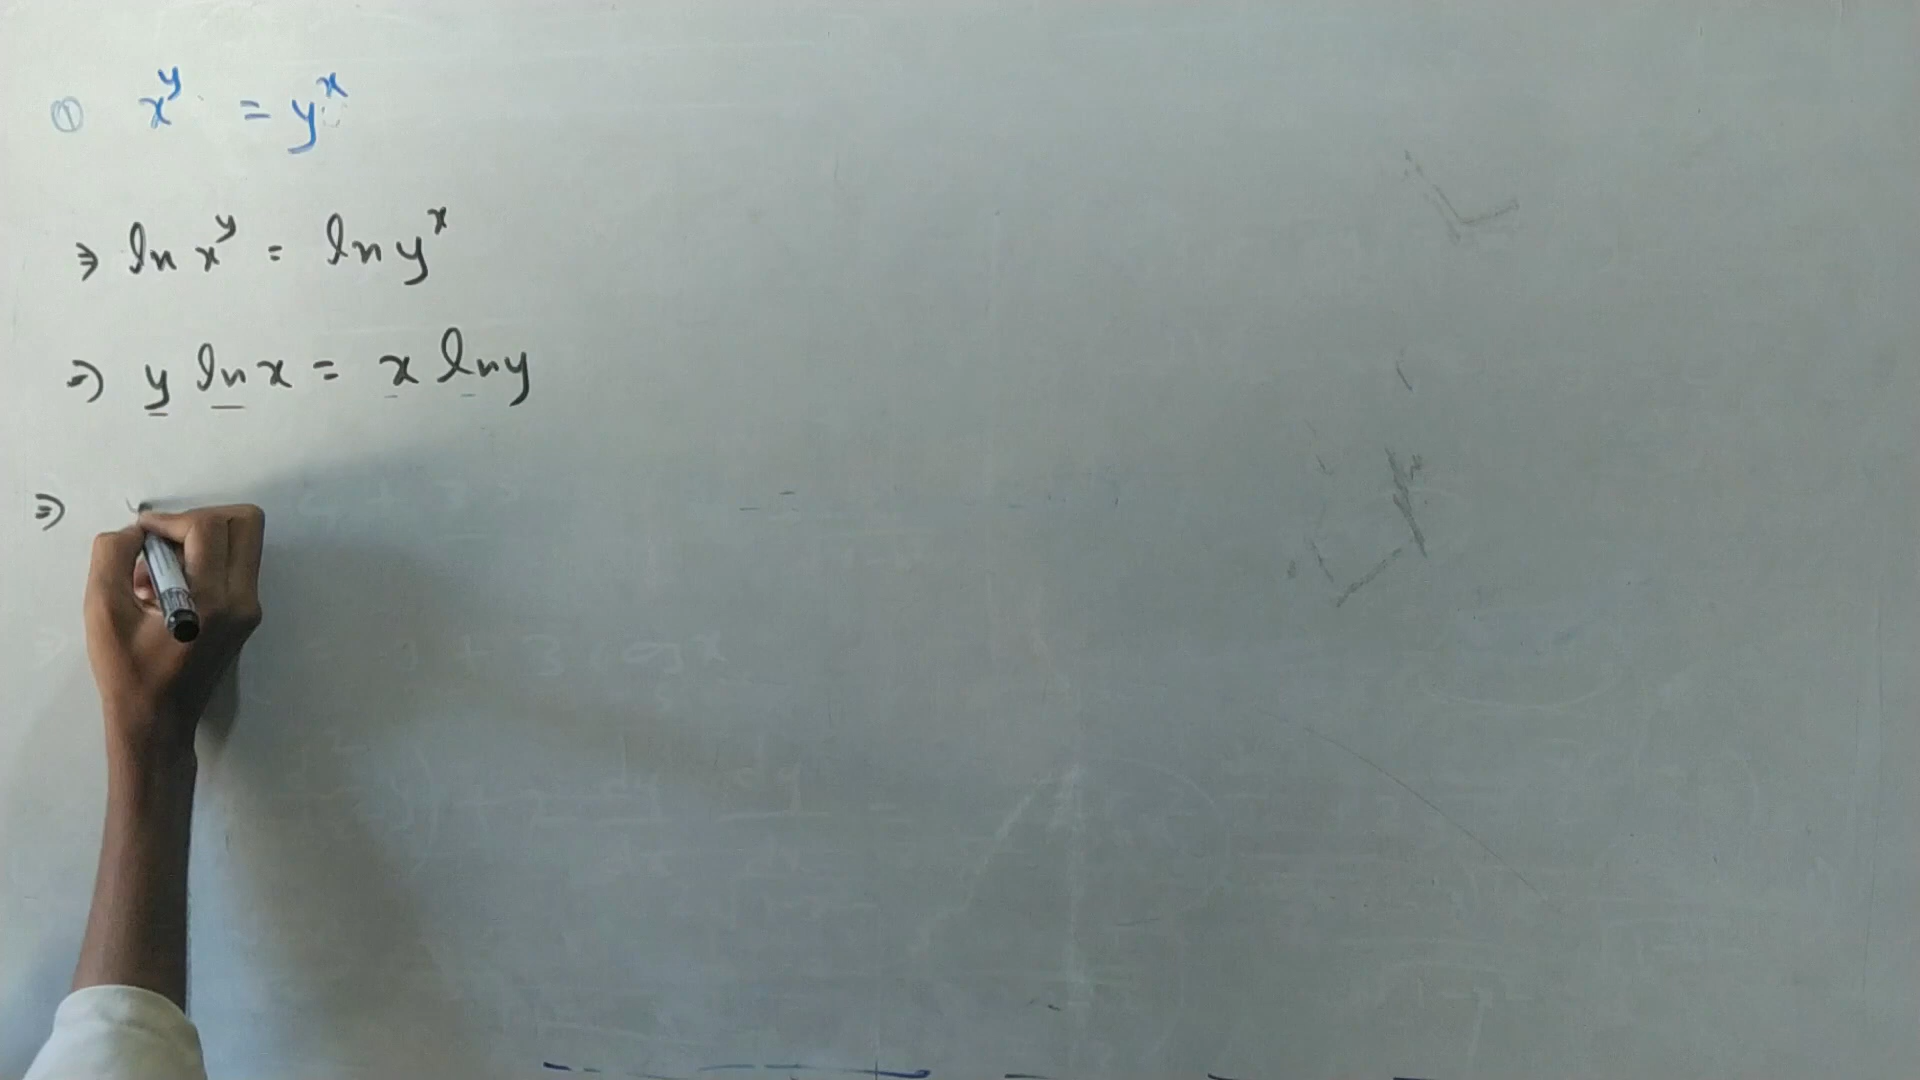 ① x^y = y^x
⇒ ln x^y = ln y^x
⇒ y ln x = x ln y
⇒